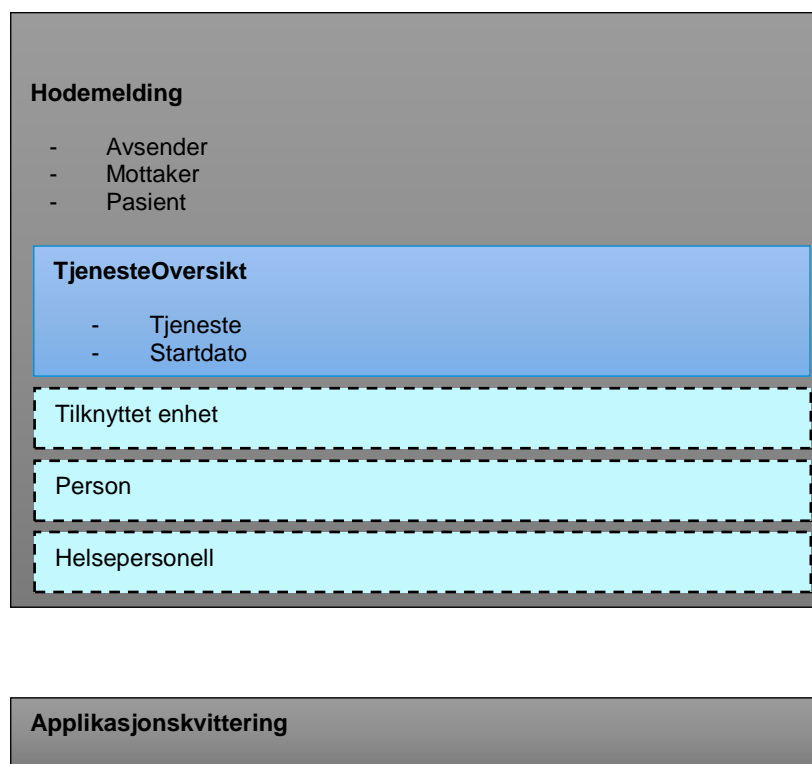 Hodemelding
- Avsender
- Mottaker
- Pasient
TjenesteOversikt
- Tjeneste
- Startdato
Tilknyttet enhet
Person
Helsepersonell
Applikasjonskvittering